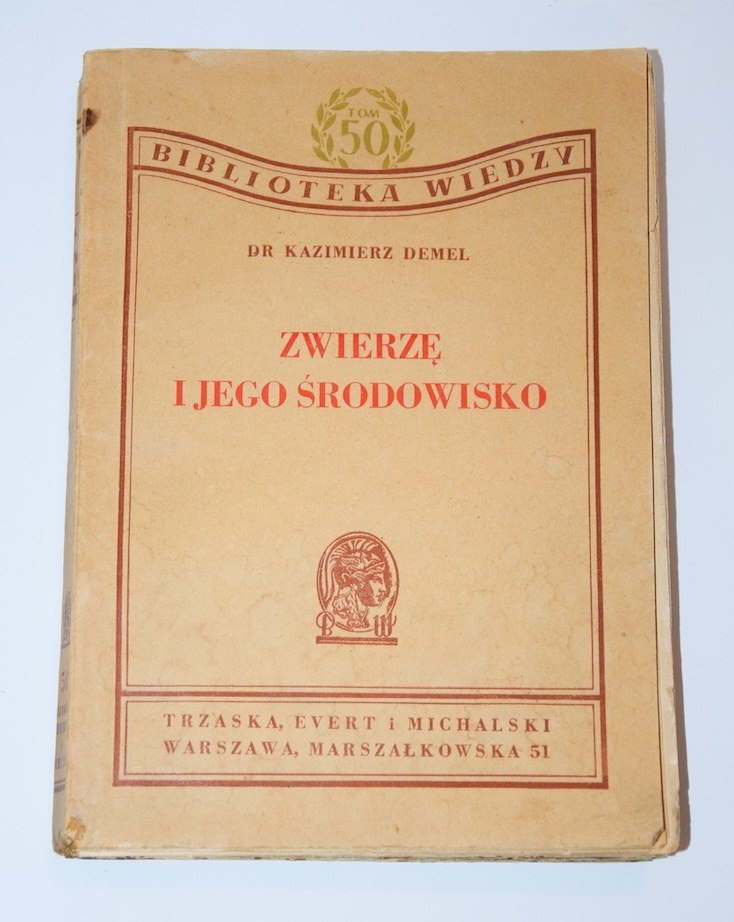 TOM
50
BIBLIOTEKA WIEDZY
DR KAZIMIERZ DEMEL
ZWIERZĘ
I JEGO ŚRODOWISKO
B W
TRZASKA, EVERT i MICHALSKI
WARSZAWA, MARSZAŁKOWSKA 51